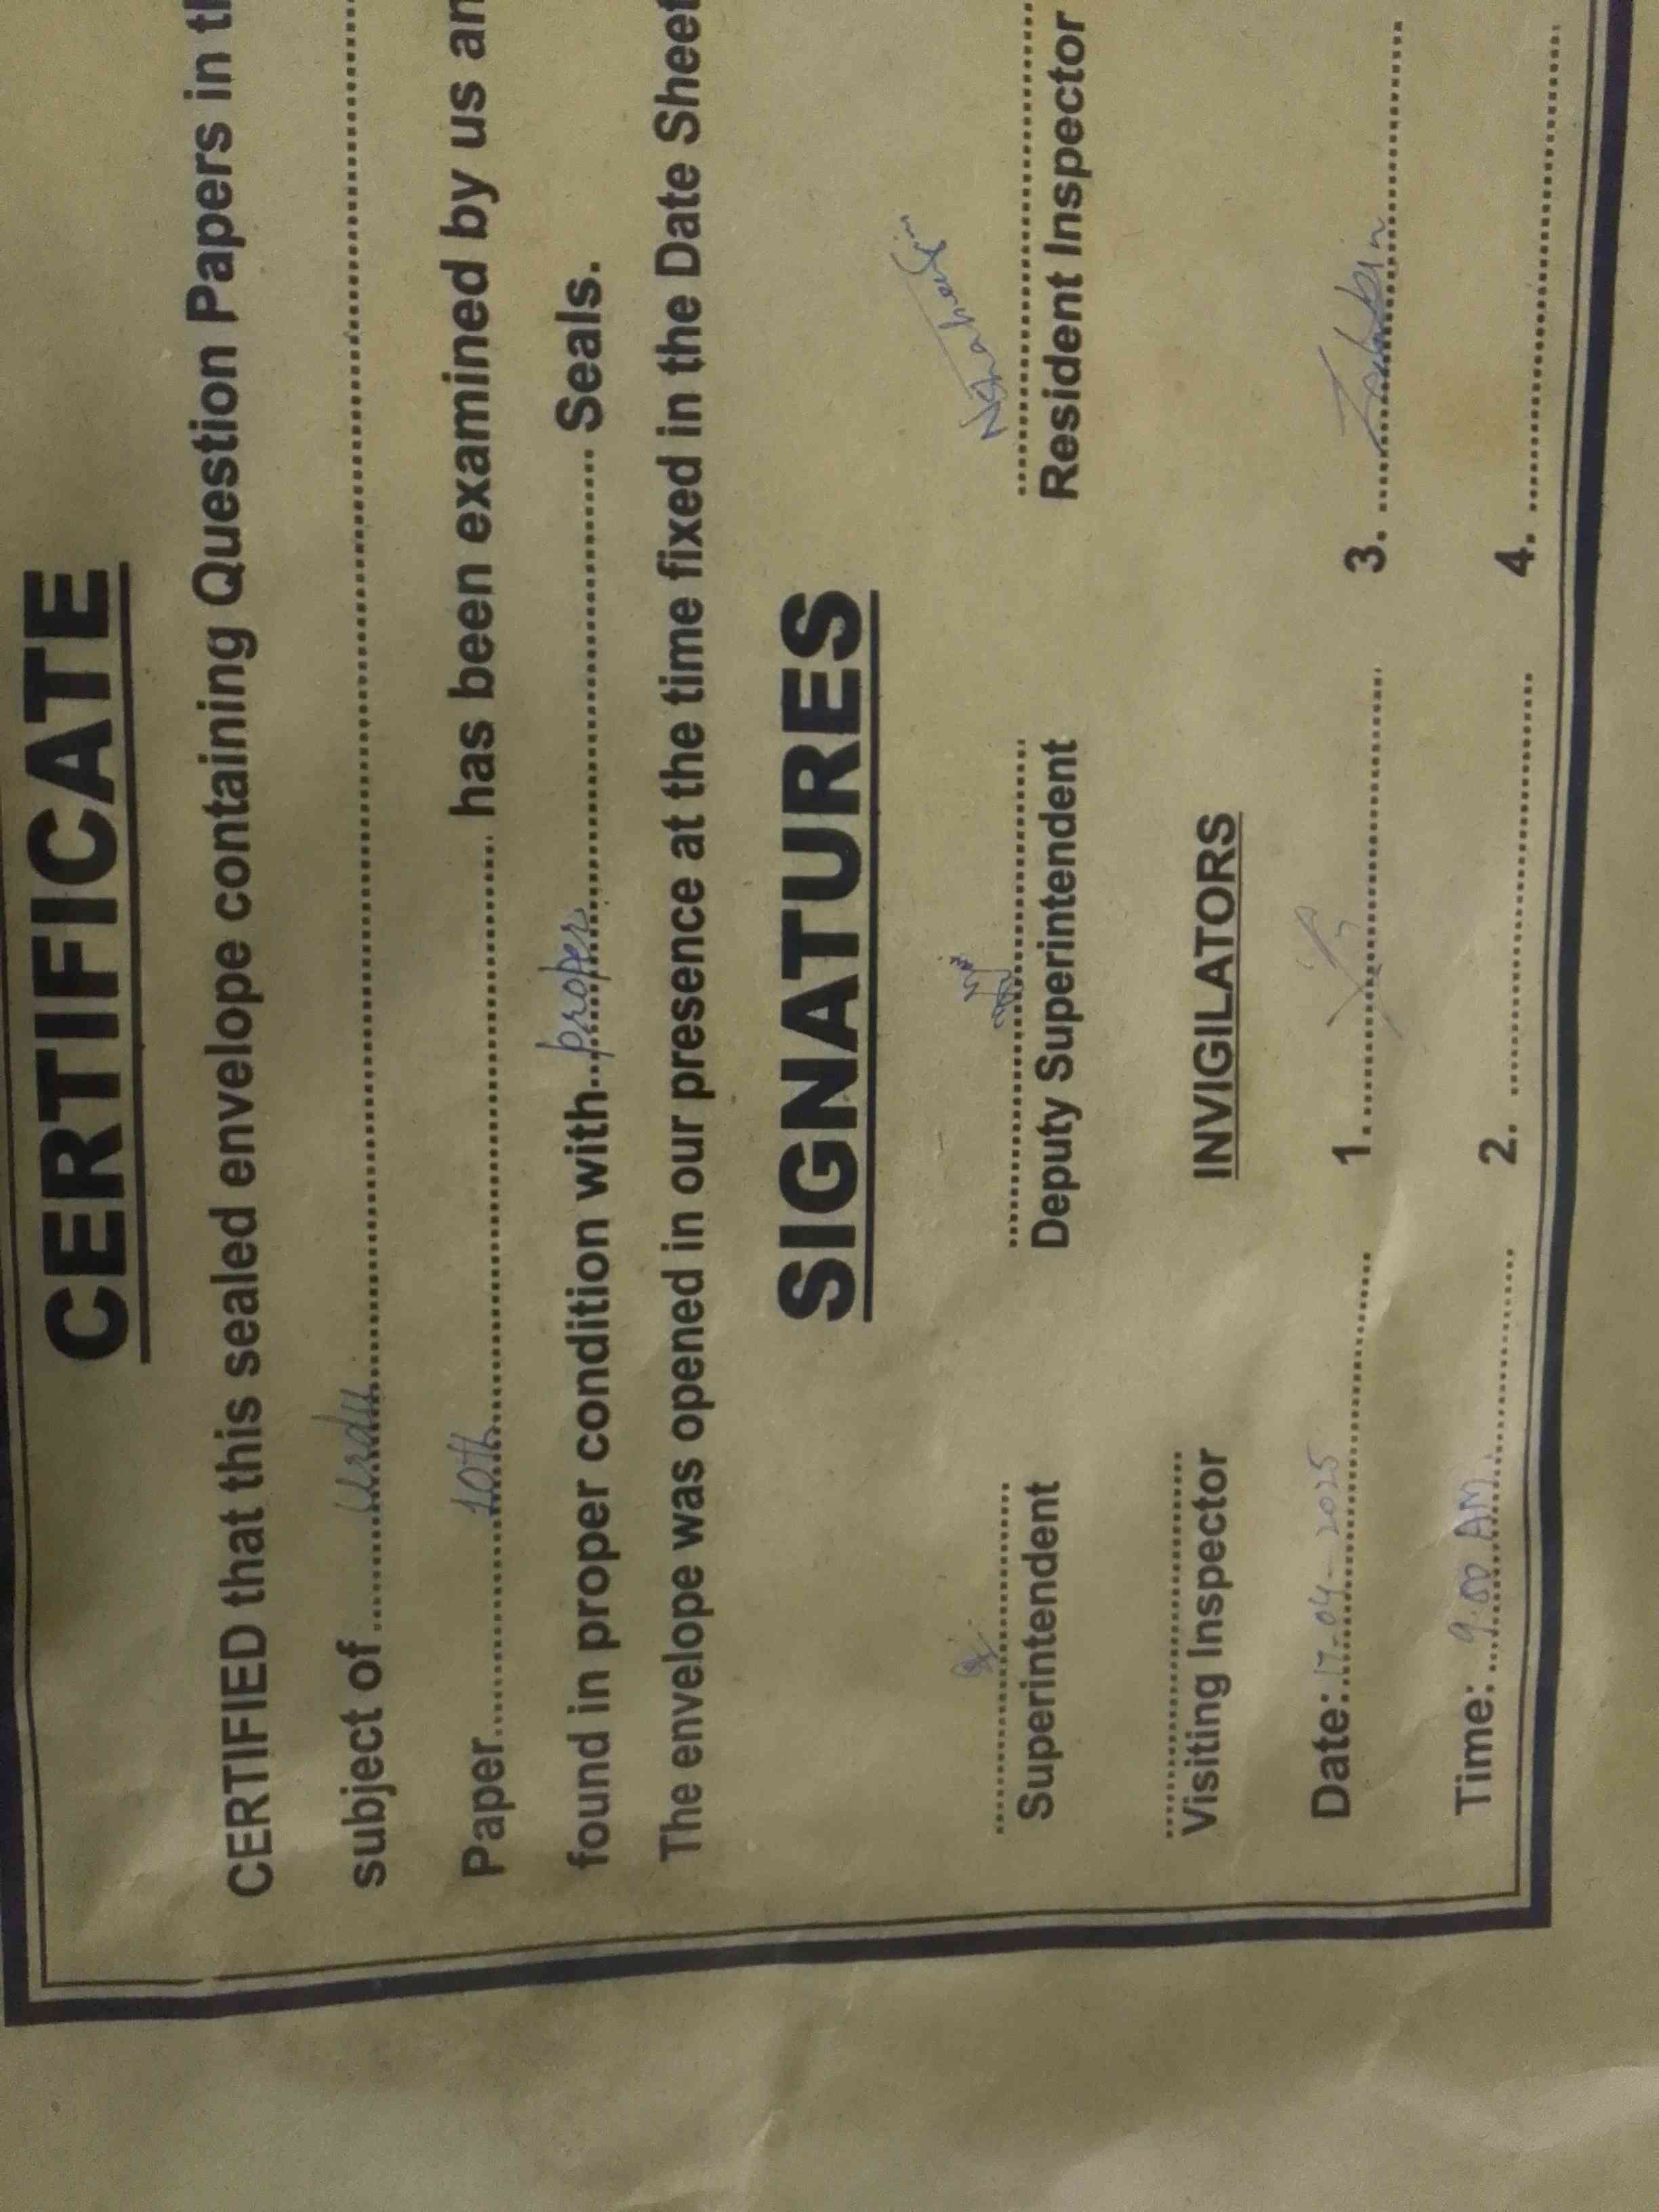 CERTIFICATE
CERTIFIED that this sealed envelope containing Question Papers in th
subject of ........ Urdu ........
Paper ........ 10th ........ has been examined by us an
found in proper condition with ... proper ........ Seals.
The envelope was opened in our presence at the time fixed in the Date Sheet
SIGNATURES
Superintendent Deputy Superintendent Resident Inspector
Visiting Inspector INVIGILATORS
Date: 17-04-2025 1. 3.
Time: 9:00 AM 2. 4.